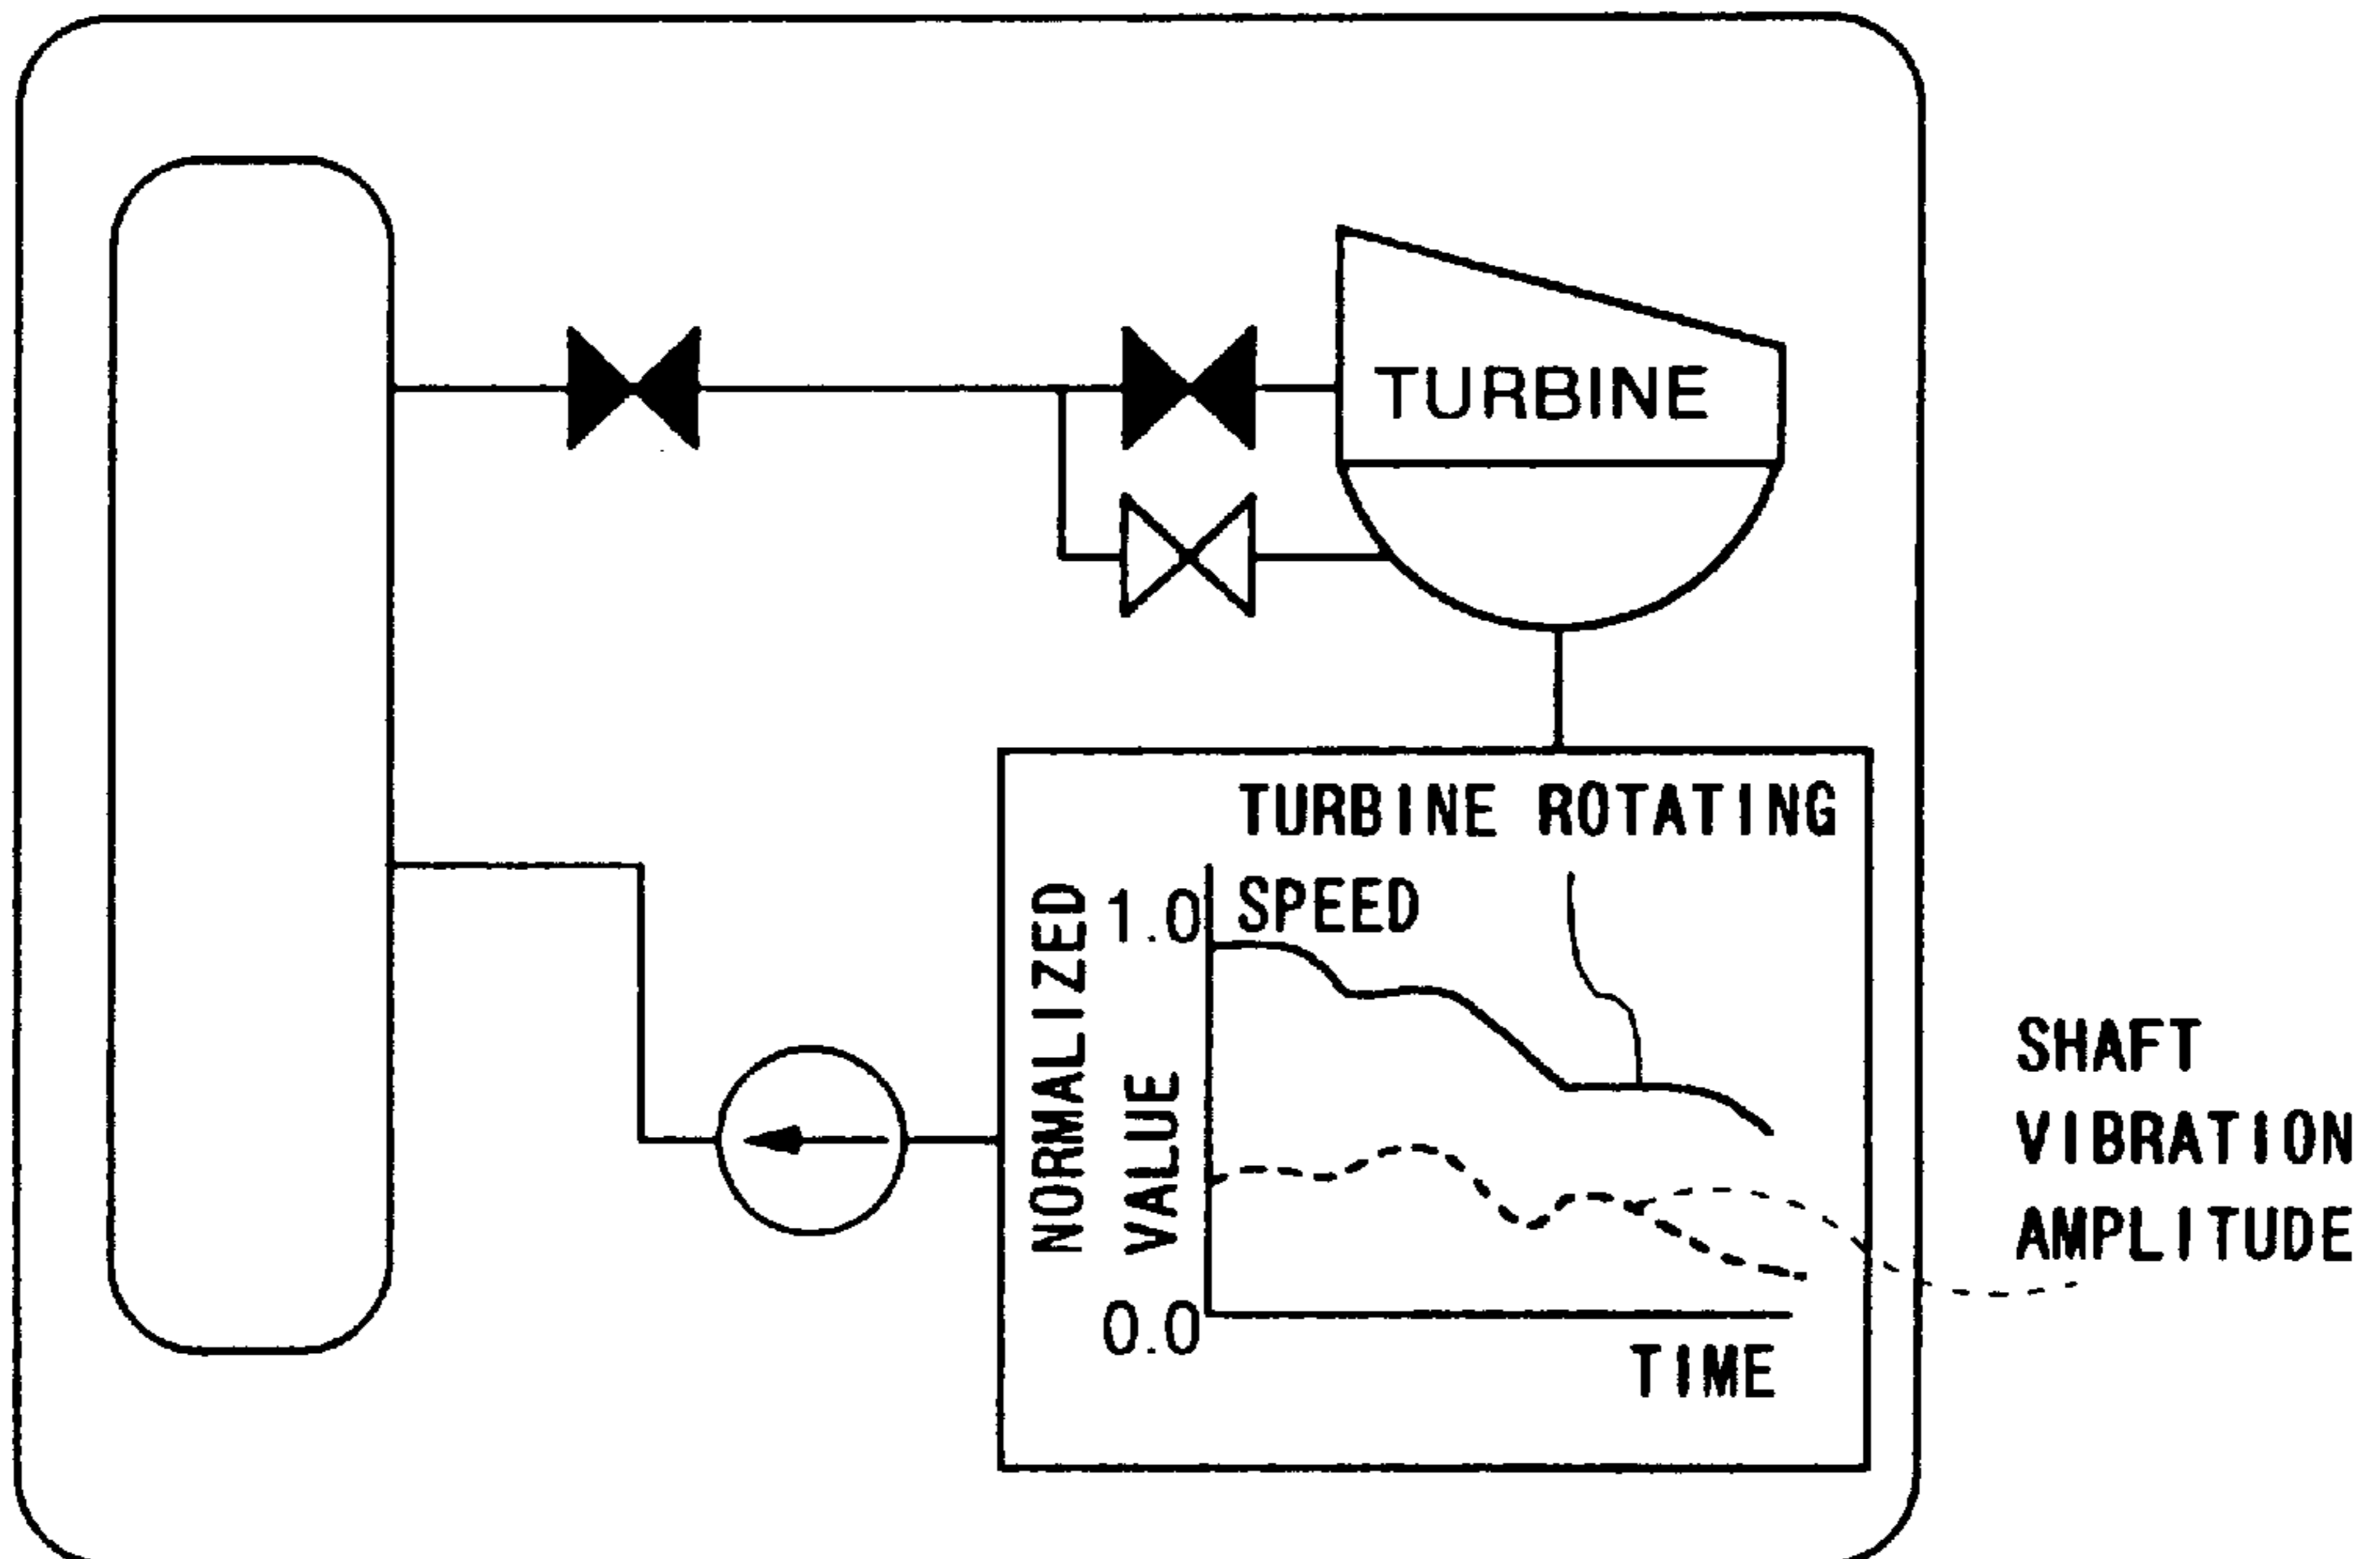 TURBINE
TURBINE ROTATING
SPEED
NORMALIZED
VALUE
1.0
0.0
TIME
SHAFT
VIBRATION
AMPLITUDE